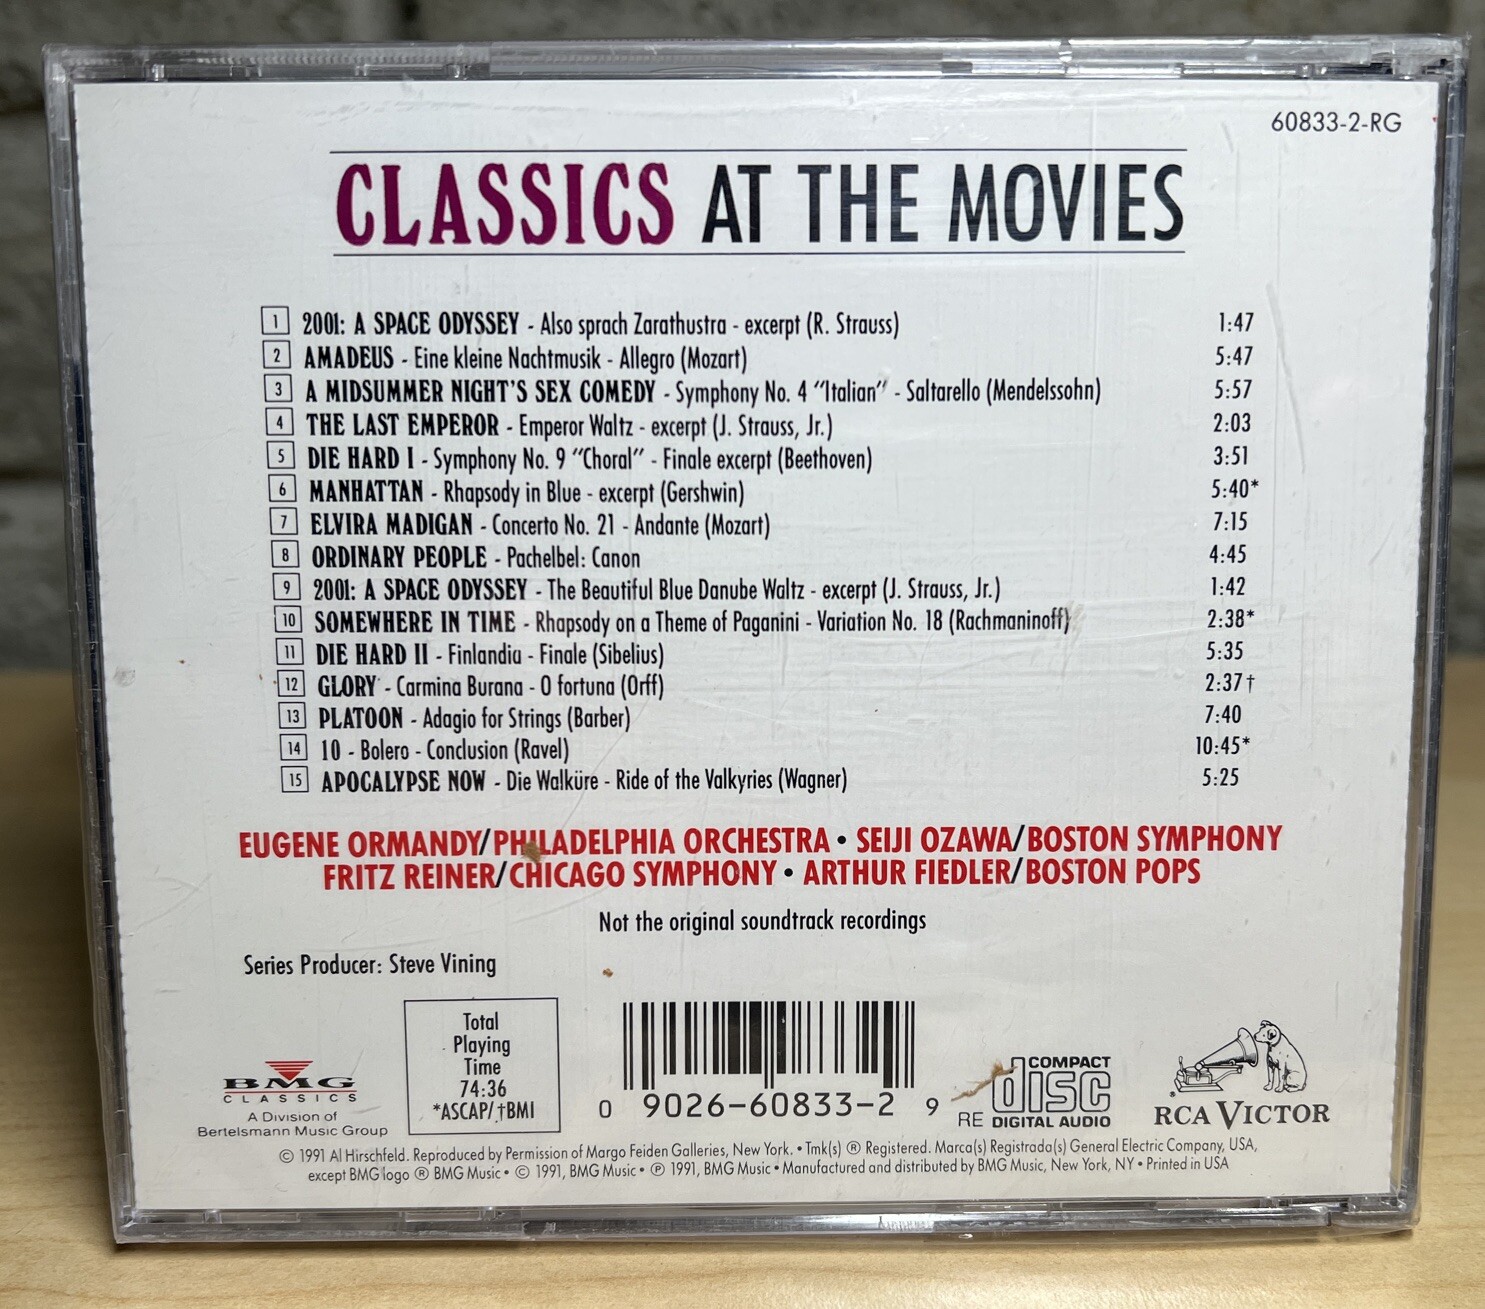 60833-2-RG
CLASSICS AT THE MOVIES
1 2001: A SPACE ODYSSEY - Also sprach Zarathustra - excerpt (R. Strauss) 1:47
2 AMADEUS - Eine kleine Nachtmusik - Allegro (Mozart) 5:47
3 A MIDSUMMER NIGHT'S SEX COMEDY - Symphony No. 4 "Italian" - Saltarello (Mendelssohn) 5:57
4 THE LAST EMPEROR - Emperor Waltz - excerpt (J. Strauss, Jr.) 2:03
5 DIE HARD I - Symphony No. 9 "Choral" - Finale excerpt (Beethoven) 3:51
6 MANHATTAN - Rhapsody in Blue - excerpt (Gershwin) 5:40*
7 ELVIRA MADIGAN - Concerto No. 21 - Andante (Mozart) 7:15
8 ORDINARY PEOPLE - Pachelbel: Canon 4:45
9 2001: A SPACE ODYSSEY - The Beautiful Blue Danube Waltz - excerpt (J. Strauss, Jr.) 1:42
10 SOMEWHERE IN TIME - Rhapsody on a Theme of Paganini - Variation No. 18 (Rachmaninoff) 2:38*
11 DIE HARD II - Finlandia - Finale (Sibelius) 5:35
12 GLORY - Carmina Burana - O fortuna (Orff) 2:37†
13 PLATOON - Adagio for Strings (Barber) 7:40
14 10 - Bolero - Conclusion (Ravel) 10:45*
15 APOCALYPSE NOW - Die Walküre - Ride of the Valkyries (Wagner) 5:25
EUGENE ORMANDY/PHILADELPHIA ORCHESTRA • SEIJI OZAWA/BOSTON SYMPHONY
FRITZ REINER/CHICAGO SYMPHONY • ARTHUR FIEDLER/BOSTON POPS
Not the original soundtrack recordings
Series Producer: Steve Vining
BMG
CLASSICS
A Division of
Bertelsmann Music Group
Total
Playing
Time
74:36
*ASCAP/†BMI
0 9026-60833-2 9
RE
COMPACT
disc
DIGITAL AUDIO
RCA VICTOR
© 1991 Al Hirschfeld. Reproduced by Permission of Margo Feiden Galleries, New York. • Tmk(s) ® Registered. Marca(s) Registrada(s) General Electric Company, USA,
except BMG logo ® BMG Music • © 1991, BMG Music • ℗ 1991, BMG Music • Manufactured and distributed by BMG Music, New York, NY • Printed in USA